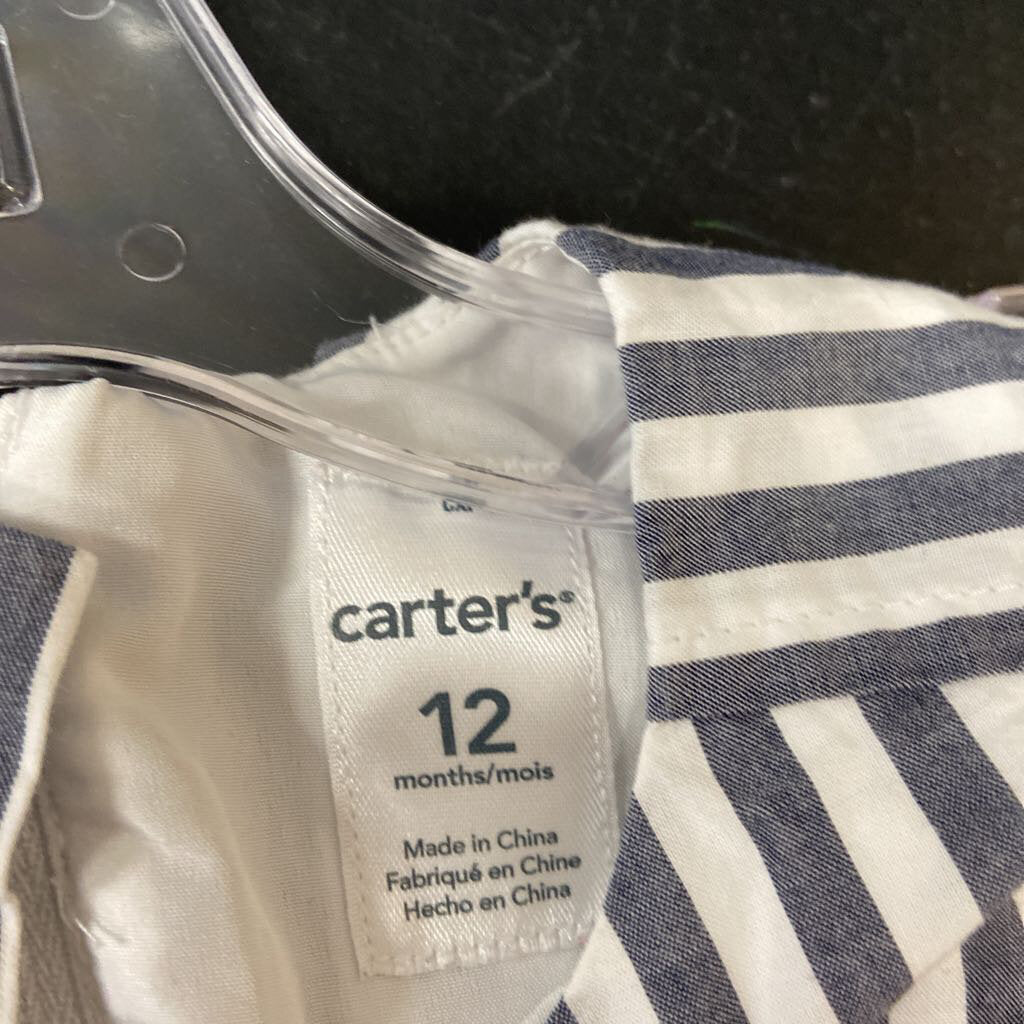 carter's®
12
months/mois
Made in China
Fabriqué en Chine
Hecho en China